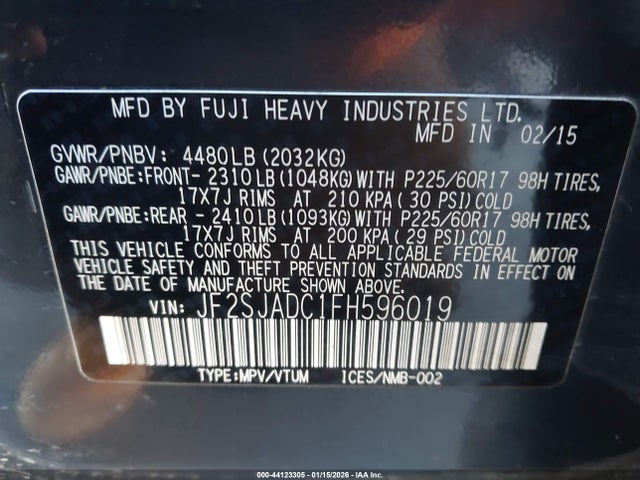 MFD BY FUJI HEAVY INDUSTRIES LTD.
MFD IN 02/15
GVWR/PNBV: 4480LB(2032KG)
GAWR/PNBE:FRONT-2310LB(1048KG)WITH P225/60R17 98H TIRES,
17X7J RIMS AT 210 KPA(30 PSI)COLD
GAWR/PNBE:REAR -2410LB(1093KG)WITH P225/60R17 98H TIRES,
17X7J RIMS AT 200 KPA(29 PSI)COLD
THIS VEHICLE CONFORMS TO ALL APPLICABLE FEDERAL MOTOR
VEHICLE SAFETY AND THEFT PREVENTION STANDARDS IN EFFECT ON
THE DATE OF MANUFACTURE SHOWN ABOVE.
VIN: JF2SJADC1FH596019
TYPE:MPV/VTUM ICES/NMB-002
000-44123305 - 01/15/2026 - IAA Inc.